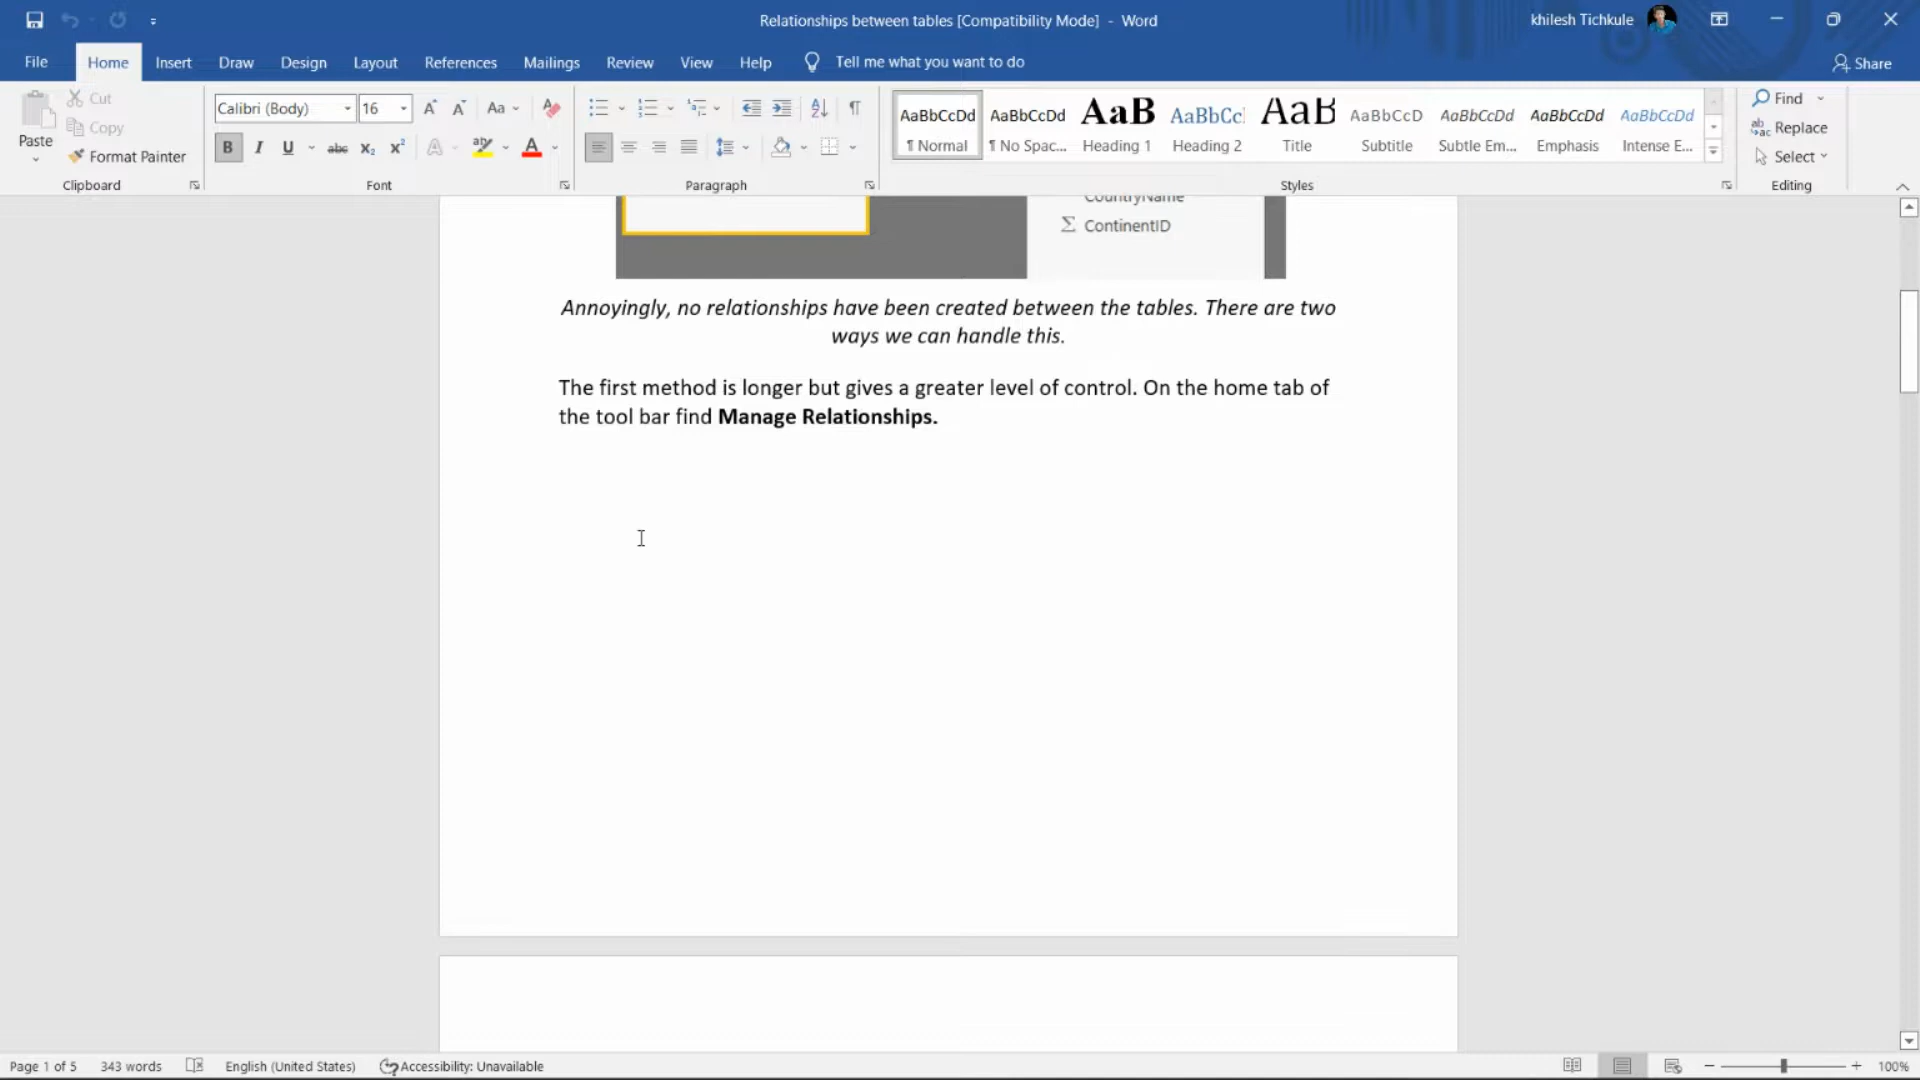 Relationships between tables [Compatibility Mode] - Word
khilesh Tichkule
File Home Insert Draw Design Layout References Mailings Review View Help Tell me what you want to do Share
Paste
Cut
Copy
Format Painter
Clipboard
Calibri (Body) 16
Font
Paragraph
AaBbCcDd AaBbCcDd AaB AaBbCc AaB AaBbCcD AaBbCcDd AaBbCcDd AaBbCcDd
¶ Normal ¶ No Spac... Heading 1 Heading 2 Title Subtitle Subtle Em... Emphasis Intense E...
Styles
Find
Replace
Select
Editing
CountryName
∑ ContinentID
Annoyingly, no relationships have been created between the tables. There are two
ways we can handle this.
The first method is longer but gives a greater level of control. On the home tab of
the tool bar find Manage Relationships.
Page 1 of 5 343 words English (United States) Accessibility: Unavailable 100%